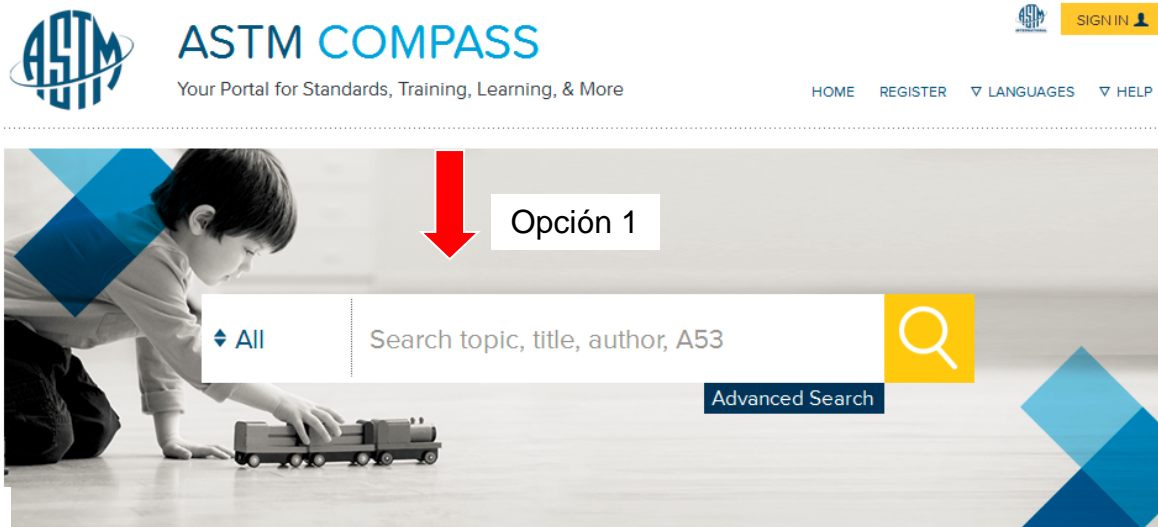 ASTM
ASTM COMPASS
Your Portal for Standards, Training, Learning, & More
SIGN IN
HOME REGISTER ▽ LANGUAGES ▽ HELP
Opción 1
All
Search topic, title, author, A53
Advanced Search